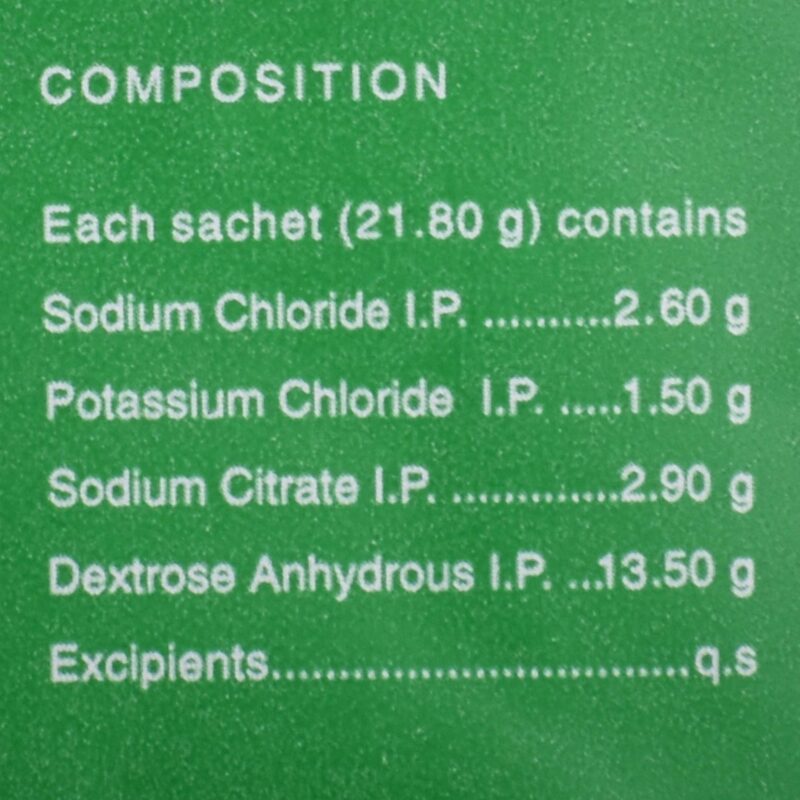 COMPOSITION
Each sachet (21.80 g) contains
Sodium Chloride I.P. ..........2.60 g
Potassium Chloride I.P. .....1.50 g
Sodium Citrate I.P. .............2.90 g
Dextrose Anhydrous I.P. ...13.50 g
Excipients................................q.s